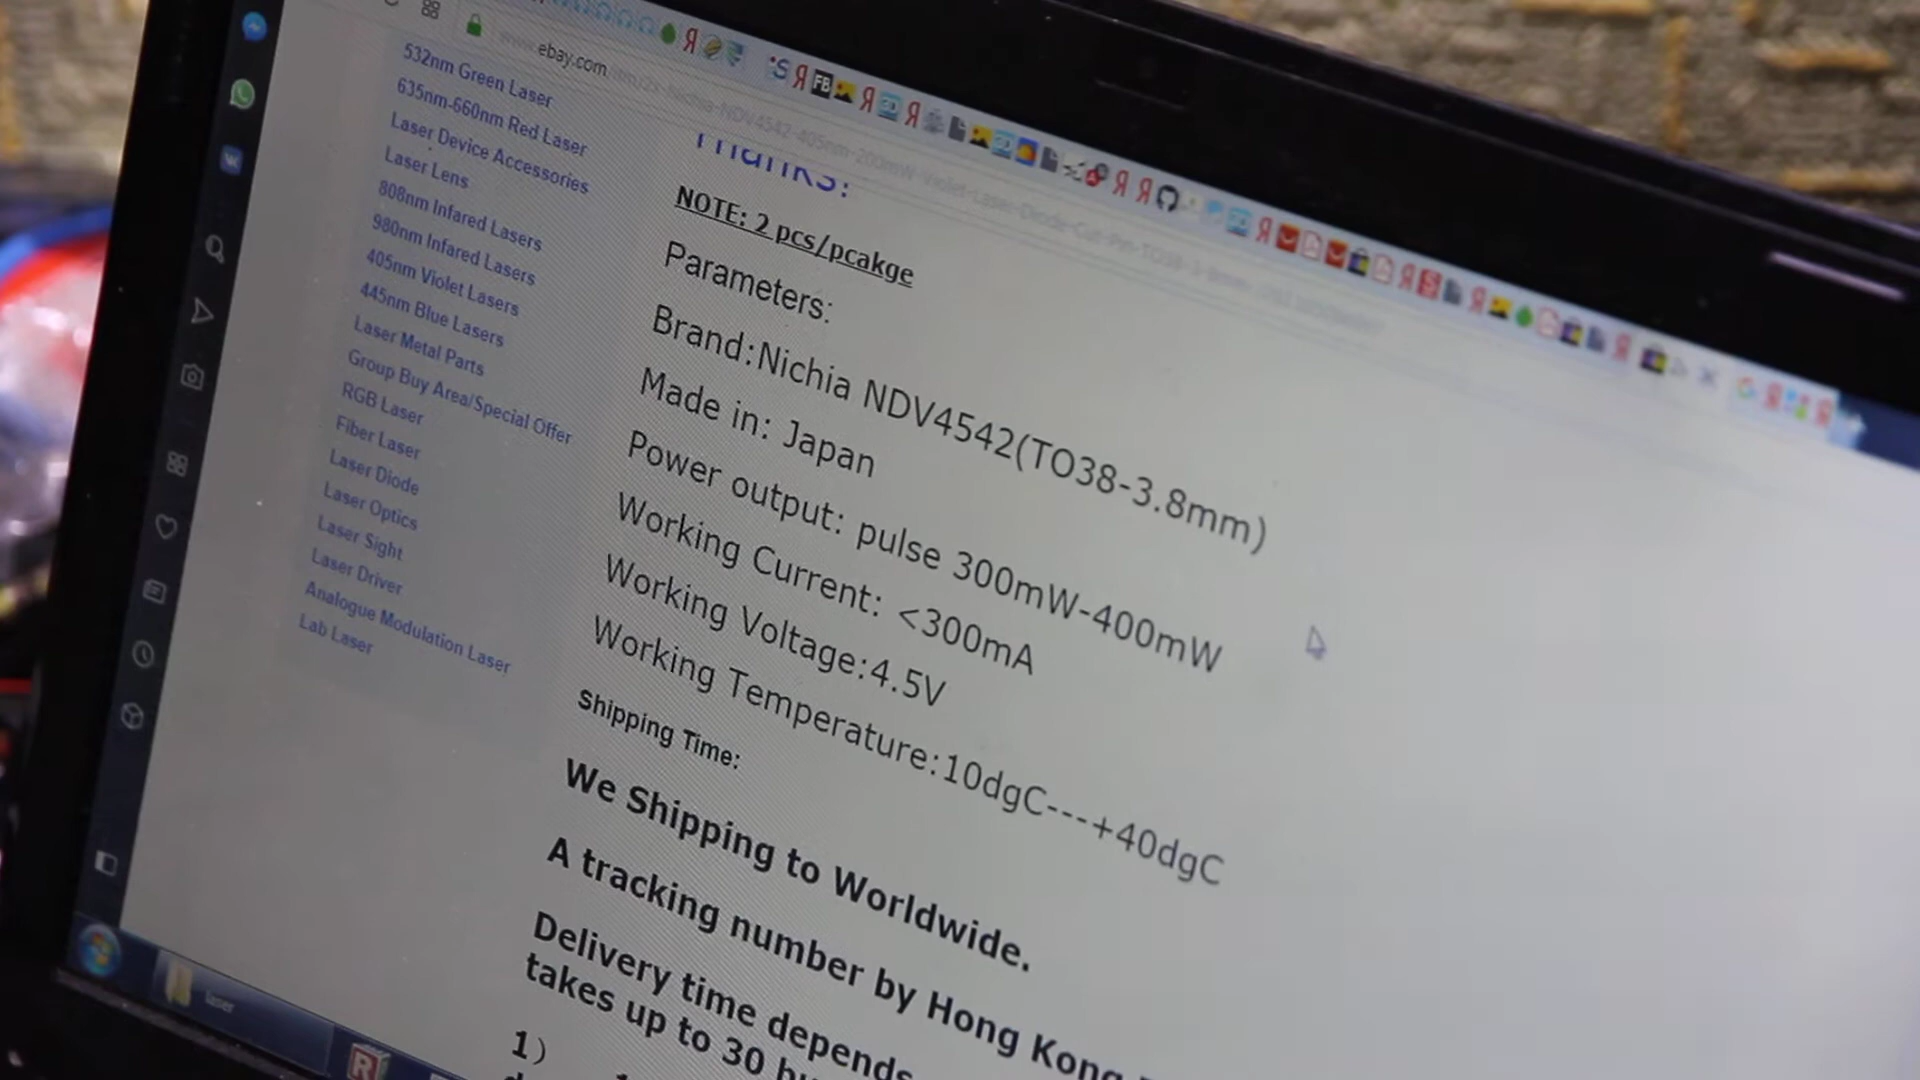 www.ebay.com
532nm Green Laser
635nm-660nm Red Laser
Laser Device Accessories
Laser Lens
808nm Infared Lasers
980nm Infared Lasers
405nm Violet Lasers
445nm Blue Lasers
Laser Metal Parts
Group Buy Area/Special Offer
RGB Laser
Fiber Laser
Laser Diode
Laser Optics
Laser Sight
Laser Driver
Analogue Modulation Laser
Lab Laser
Thanks!
NOTE: 2 pcs/pcakge
Parameters:
Brand:Nichia NDV4542(TO38-3.8mm)
Made in: Japan
Power output: pulse 300mW-400mW
Working Current: <300mA
Working Voltage:4.5V
Working Temperature:10dgC---+40dgC
Shipping Time:
We Shipping to Worldwide.
A tracking number by Hong Kong
Delivery time depends
takes up to 30
1)
laser